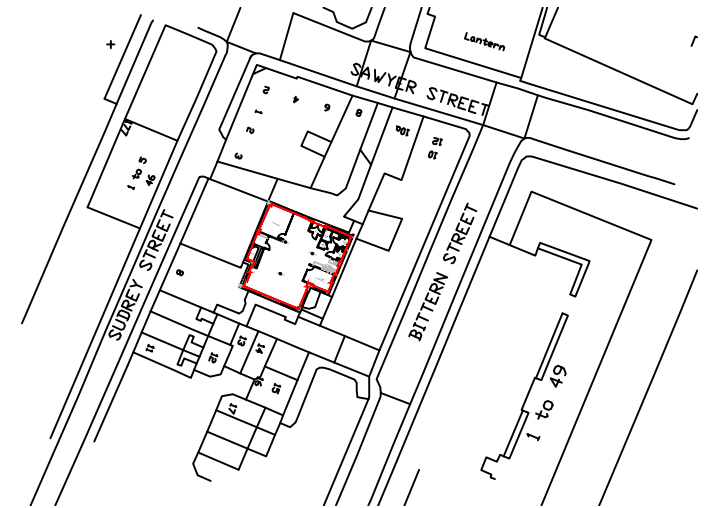 Lantern
SAWYER STREET
2
4
6
8
1
2
3
10a
12
10
1 to 5
46
SUDREY STREET
BITTERN STREET
8
11
12
13
14
15
16
17
1 to 49